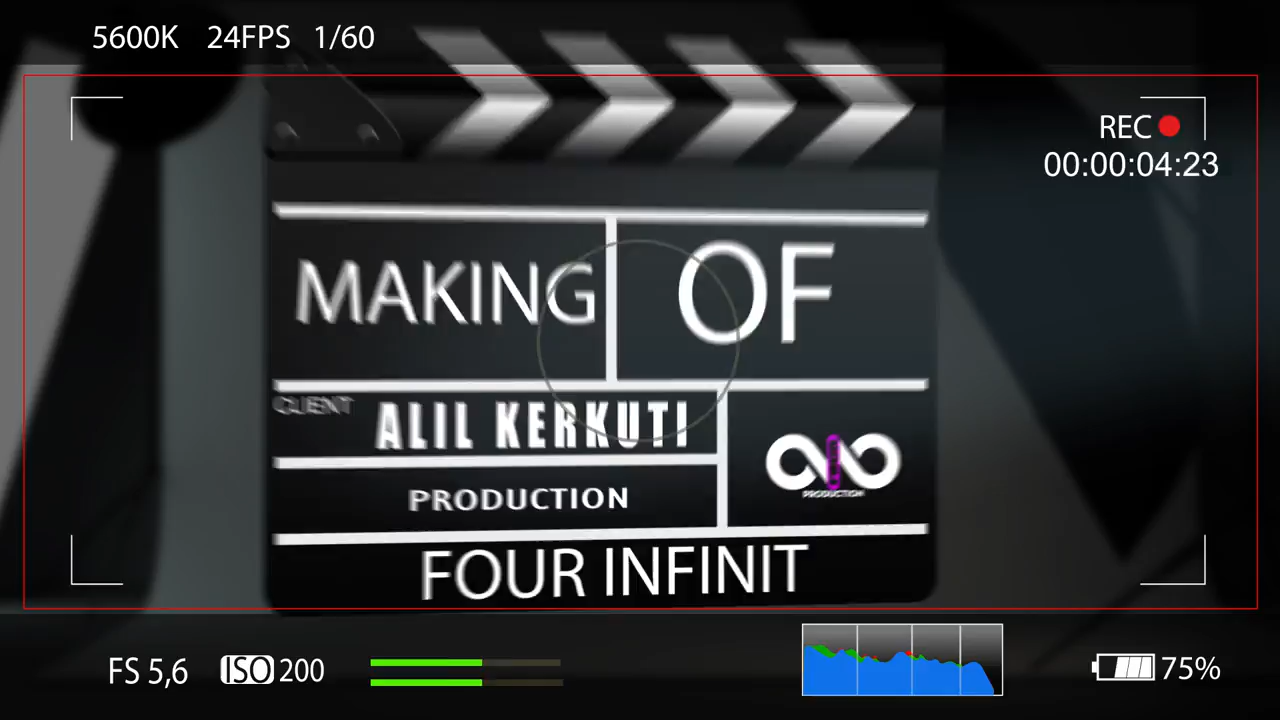 5600K 24FPS 1/60
REC
00:00:04:23
MAKING OF
CLIENT ALIL KERKUTI
PRODUCTION
PRODUCTION
FOUR INFINIT
FS 5,6 ISO 200
75%